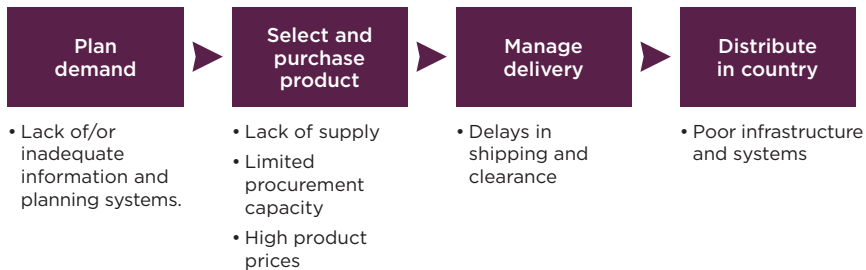 Plan
demand
Select and
purchase
product
Manage
delivery
Distribute
in country
• Lack of/or
inadequate
information and
planning systems.
• Lack of supply
• Limited
procurement
capacity
• High product
prices
• Delays in
shipping and
clearance
• Poor infrastructure
and systems